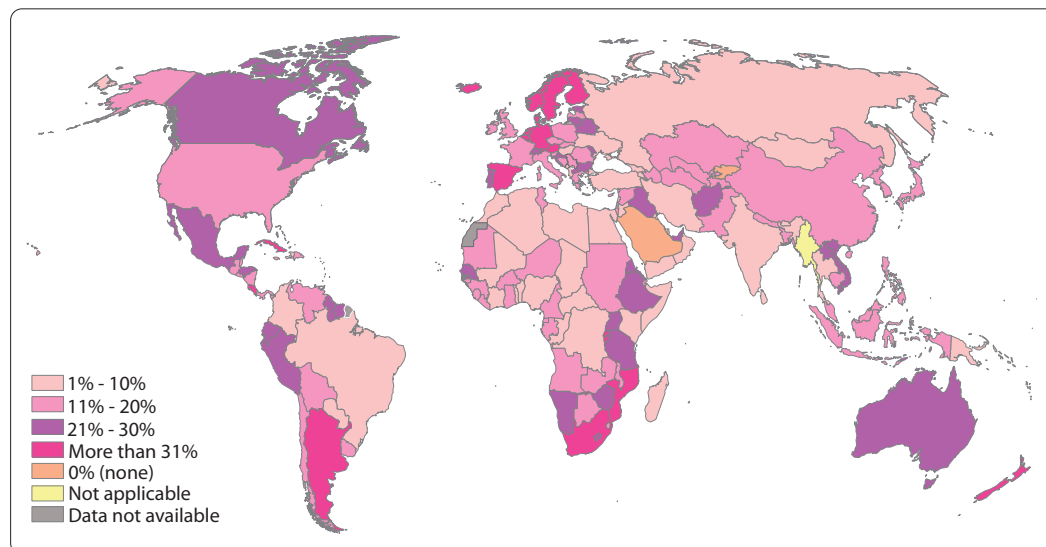 1% - 10%
11% - 20%
21% - 30%
More than 31%
0% (none)
Not applicable
Data not available